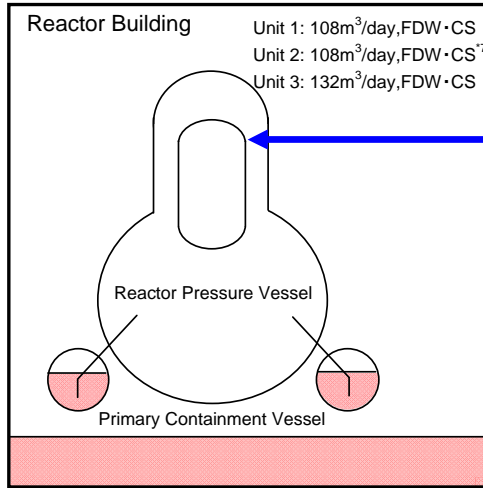 Reactor Building
Unit 1: 108m³/day,FDW・CS
Unit 2: 108m³/day,FDW・CS*7
Unit 3: 132m³/day,FDW・CS
Reactor Pressure Vessel
Primary Containment Vessel